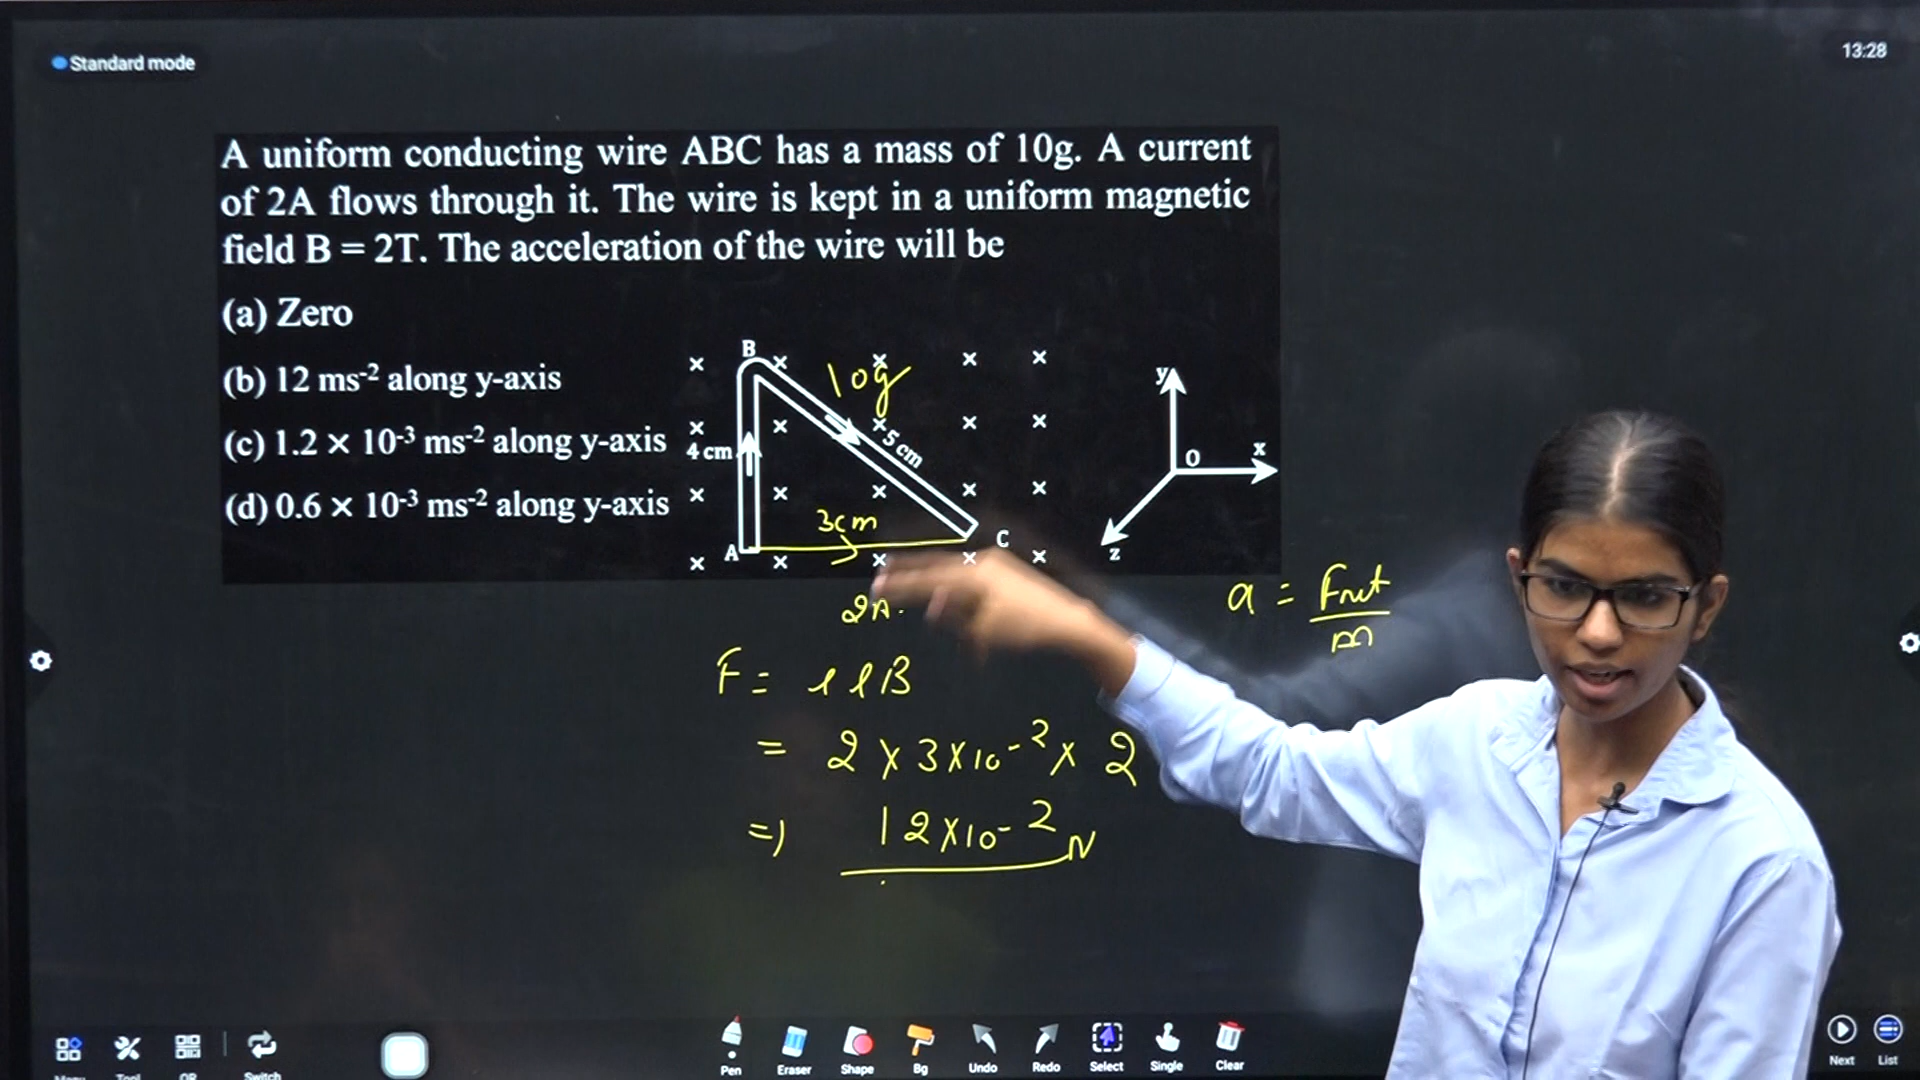 Standard mode
13:28
A uniform conducting wire ABC has a mass of 10g. A current
of 2A flows through it. The wire is kept in a uniform magnetic
field B = 2T. The acceleration of the wire will be
(a) Zero
(b) 12 ms⁻² along y-axis
(c) 1.2 × 10⁻³ ms⁻² along y-axis
(d) 0.6 × 10⁻³ ms⁻² along y-axis
B
10g
4 cm
5 cm
3cm
A
C
y
O
x
z
2A.
a = Fnet/m
F = ilB
= 2 × 3×10⁻² × 2
=) 12×10⁻² N
Tool
QR
Switch
Pen
Eraser
Shape
Bg
Undo
Redo
Select
Single
Clear
Next
List